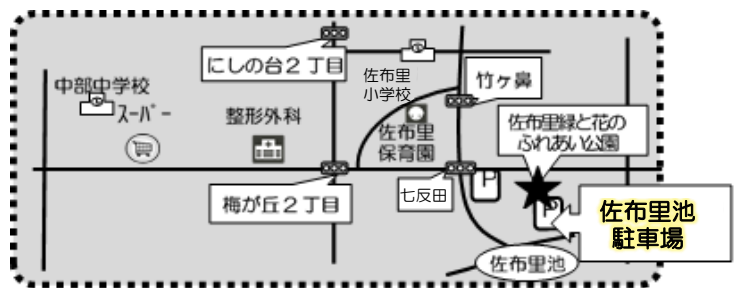 にしの台2丁目
中部中学校
スーパー
整形外科
佐布里
小学校
竹ヶ鼻
佐布里
保育園
佐布里緑と花の
ふれあい公園
梅が丘2丁目
七反田
P
P
佐布里池
駐車場
佐布里池